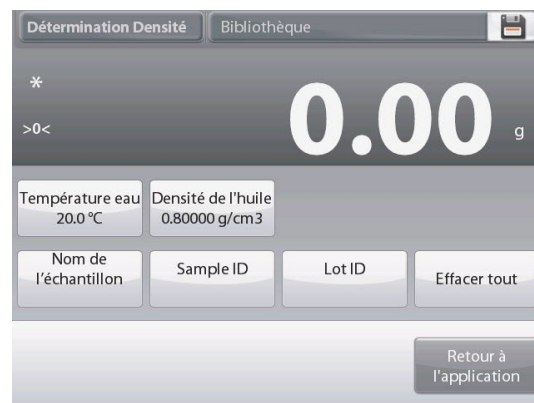 Détermination Densité Bibliothèque
*
0.00 g
>0<
Température eau Densité de l'huile
20.0 °C 0.80000 g/cm3
Nom de
l'échantillon
Sample ID
Lot ID
Effacer tout
Retour à
l'application